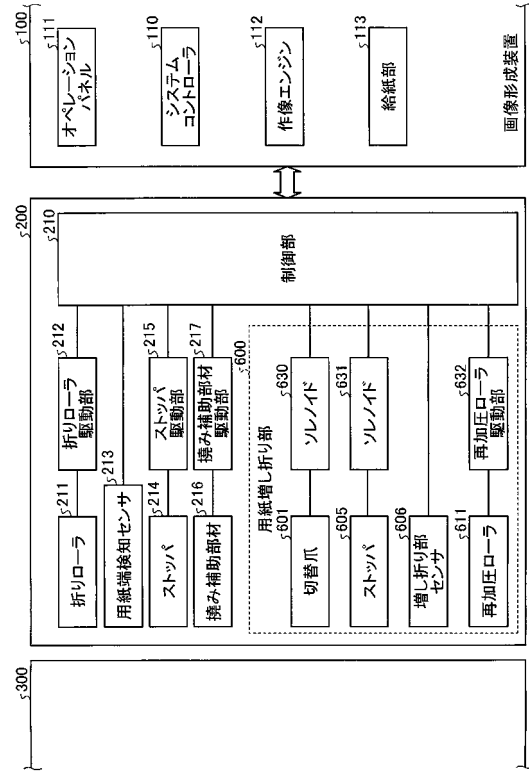 300
200
折りローラ
211
折りローラ
駆動部
212
用紙端検知センサ
213
ストッパ
214
ストッパ
駆動部
215
撓み補助部材
216
撓み補助部材
駆動部
217
600
用紙増し折り部
切替爪
601
ソレノイド
630
ストッパ
605
ソレノイド
631
増し折り部
センサ
606
再加圧ローラ
611
再加圧ローラ
駆動部
632
210
制御部
100
オペレーション
パネル
111
システム
コントローラ
110
作像エンジン
112
給紙部
113
画像形成装置